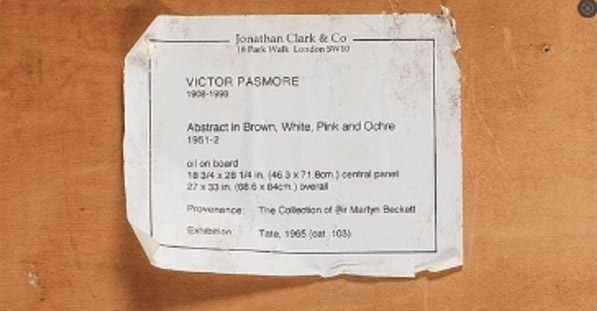 Jonathan Clark & Co
18 Park Walk London SW10
VICTOR PASMORE
1908-1998
Abstract in Brown, White, Pink and Ochre
1951-2
oil on board
18 3/4 x 28 1/4 in. (46.3 x 71.8cm.) central panel
27 x 33 in. (68.6 x 84cm.) overall
Provenance: The Collection of Sir Martyn Beckett
Exhibition: Tate, 1965 (cat. 103)